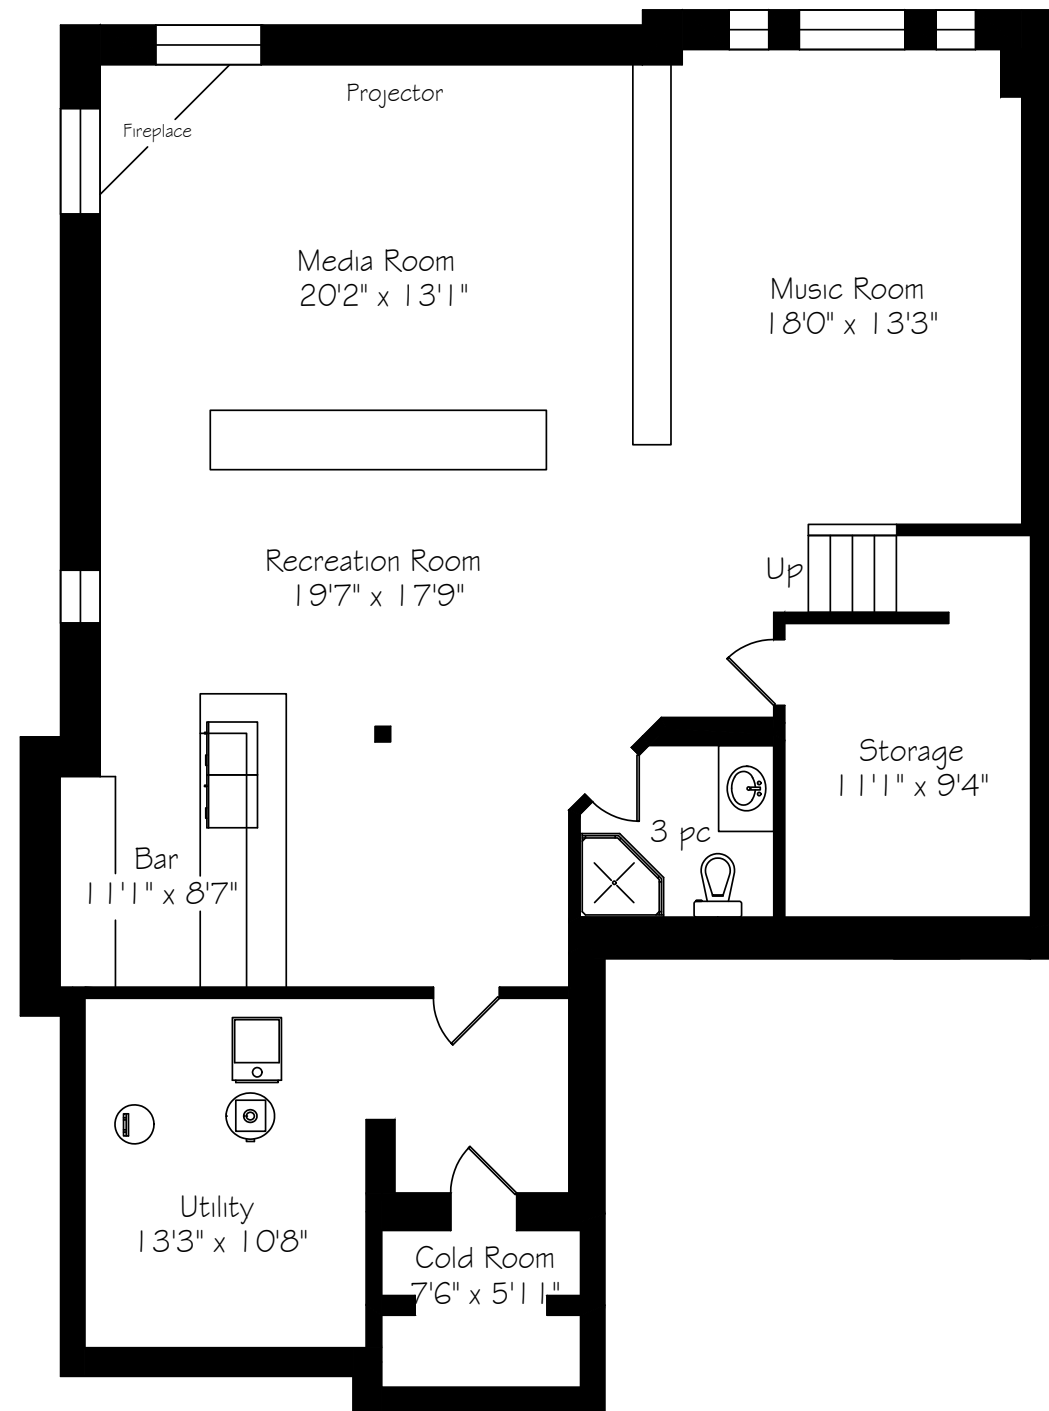 Projector
Fireplace
Media Room
20'2" x 13'1"
Music Room
18'0" x 13'3"
Recreation Room
19'7" x 17'9"
Up
Storage
11'1" x 9'4"
3 pc
Bar
11'1" x 8'7"
Utility
13'3" x 10'8"
Cold Room
7'6" x 5'11"